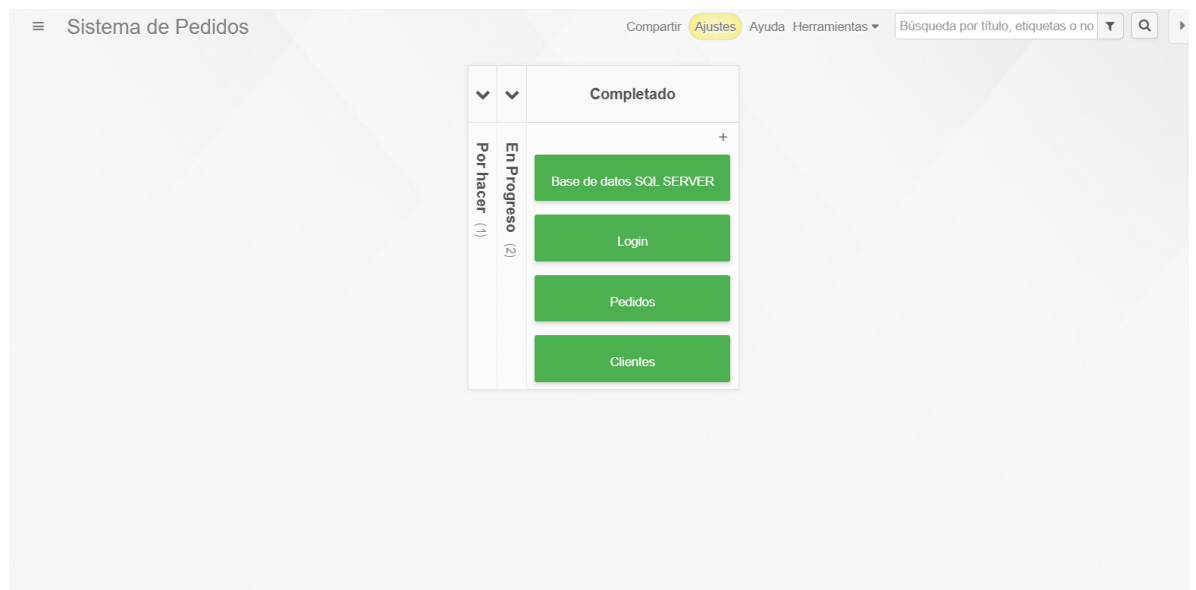 Sistema de Pedidos
Compartir Ajustes Ayuda Herramientas
Búsqueda por título, etiquetas o no
Por hacer (1)
En Progreso (2)
Completado
+
Base de datos SQL SERVER
Login
Pedidos
Clientes